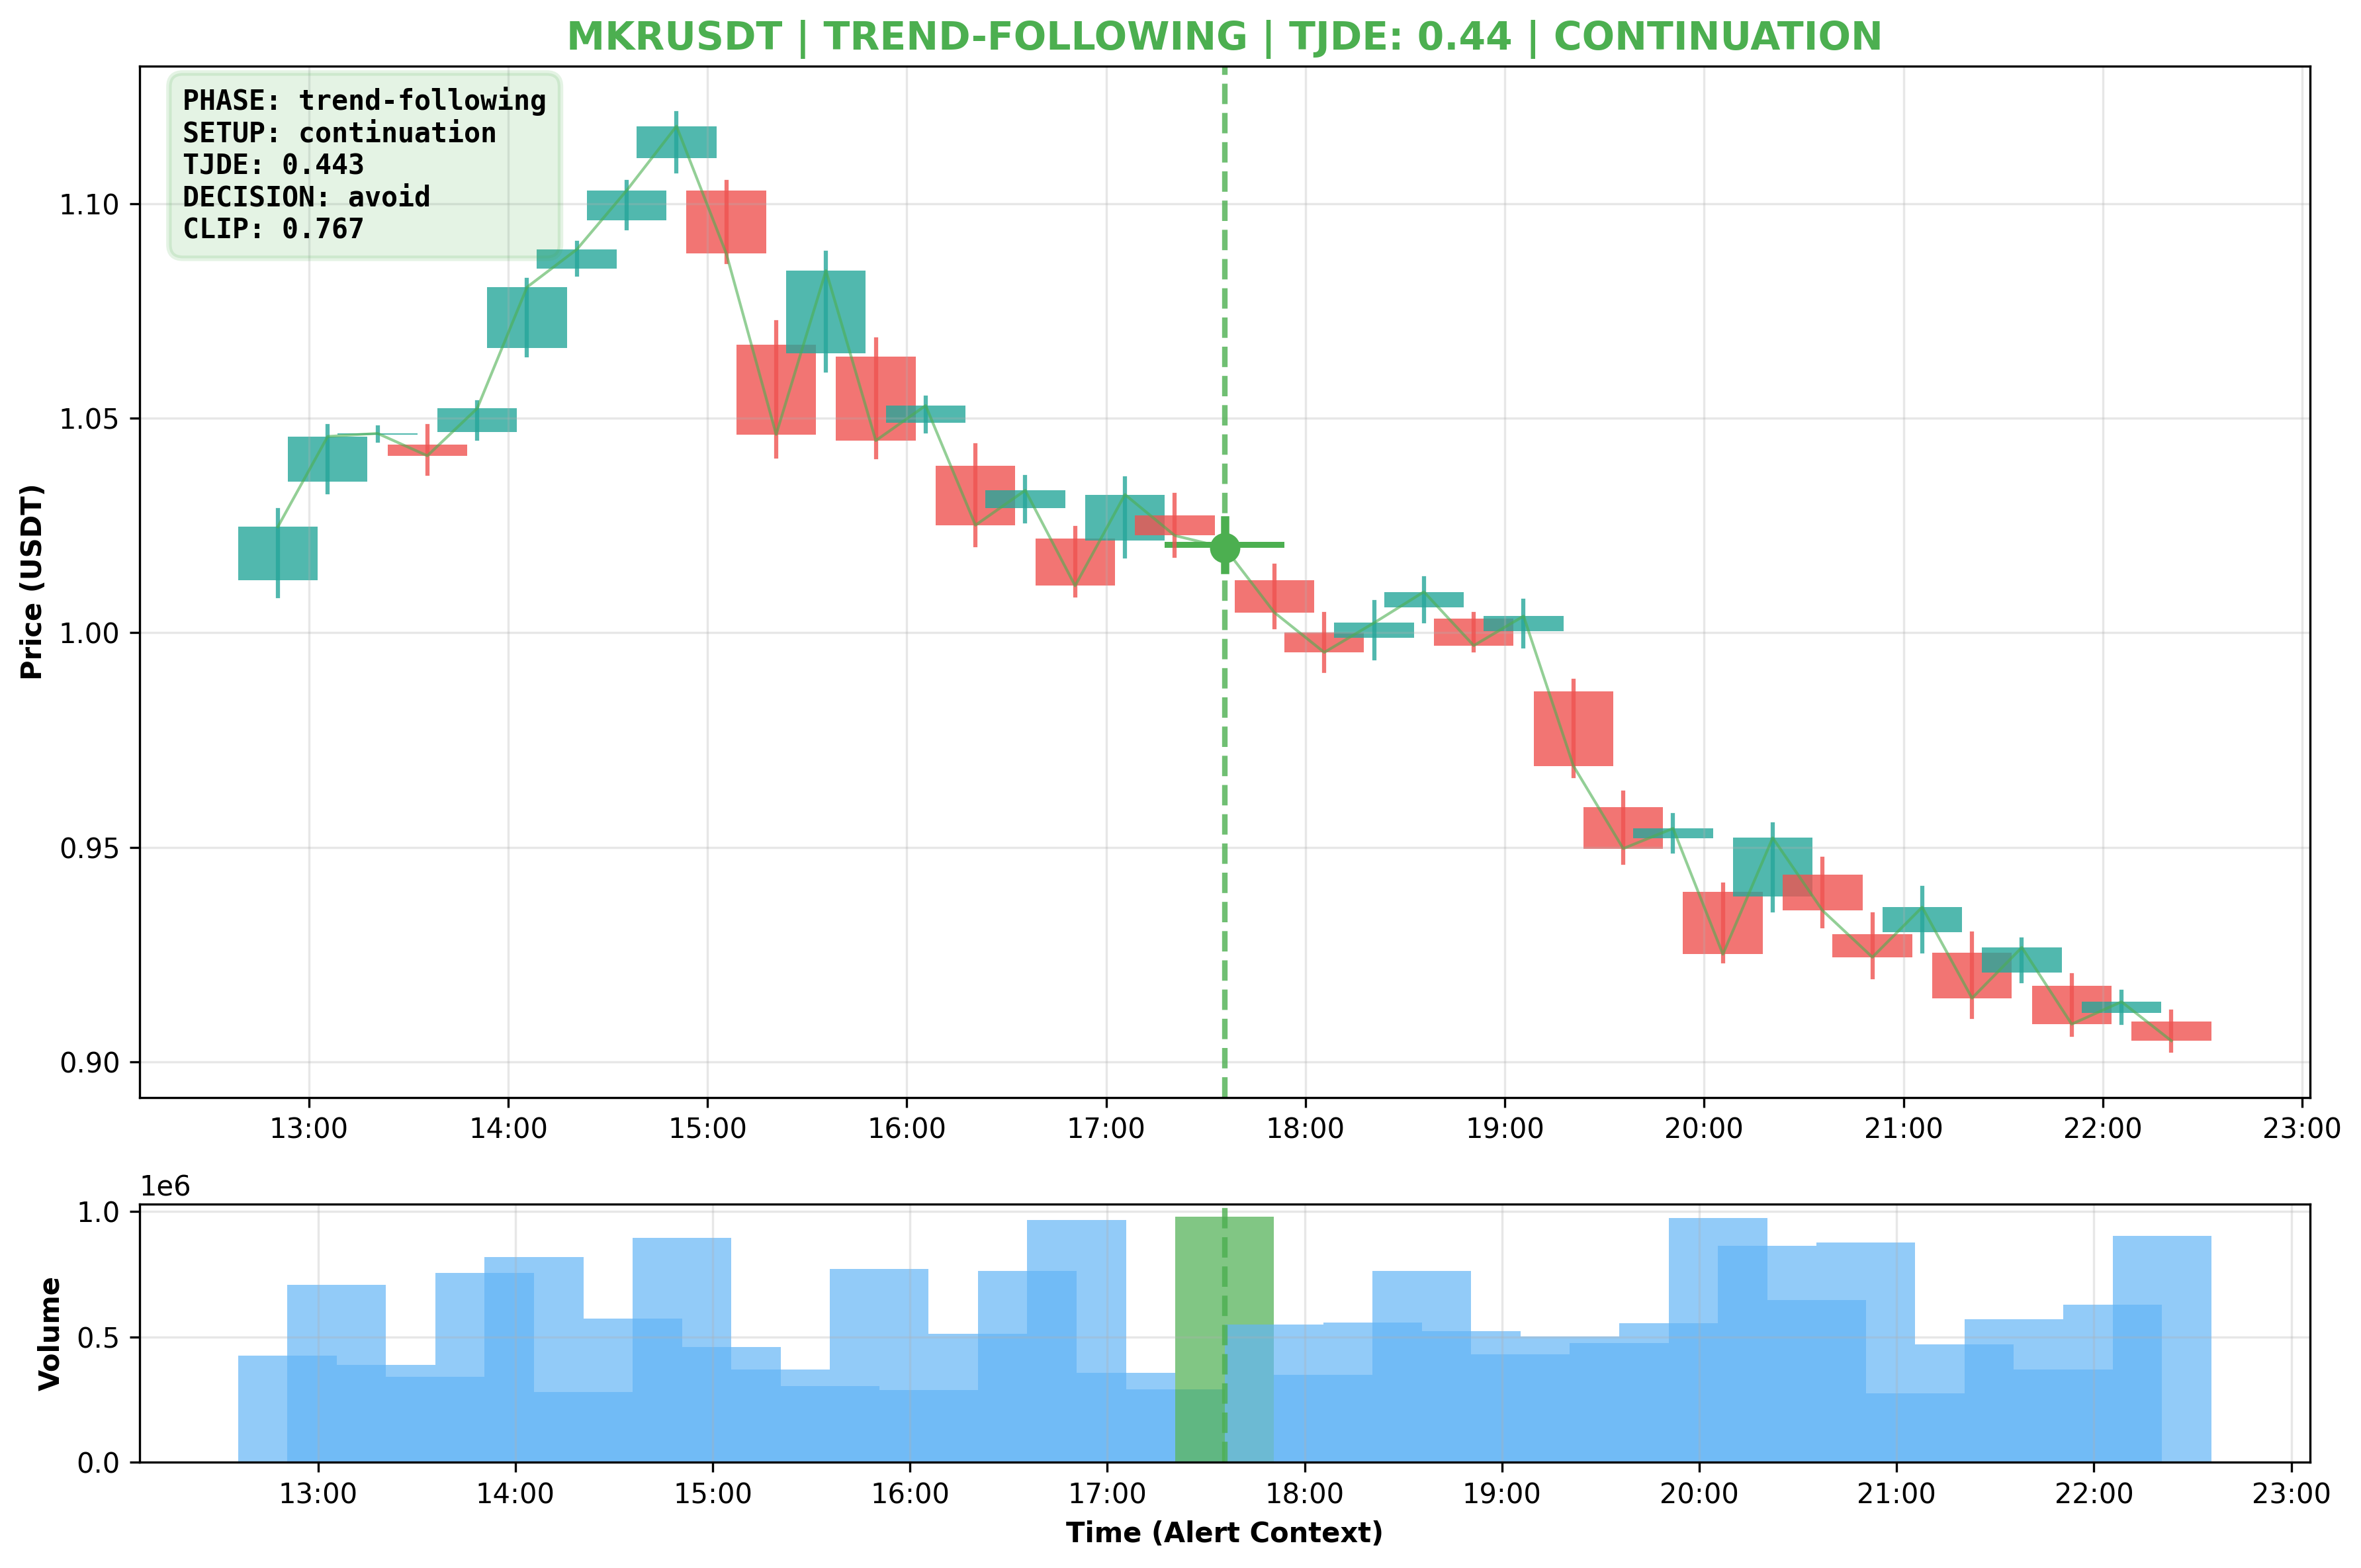 MKRUSDT | TREND-FOLLOWING | TJDE: 0.44 | CONTINUATION
PHASE: trend-following
SETUP: continuation
TJDE: 0.443
DECISION: avoid
CLIP: 0.767
Price (USDT)
1.10
1.05
1.00
0.95
0.90
13:00 14:00 15:00 16:00 17:00 18:00 19:00 20:00 21:00 22:00 23:00
1e6
Volume
1.0
0.5
0.0
13:00 14:00 15:00 16:00 17:00 18:00 19:00 20:00 21:00 22:00 23:00
Time (Alert Context)